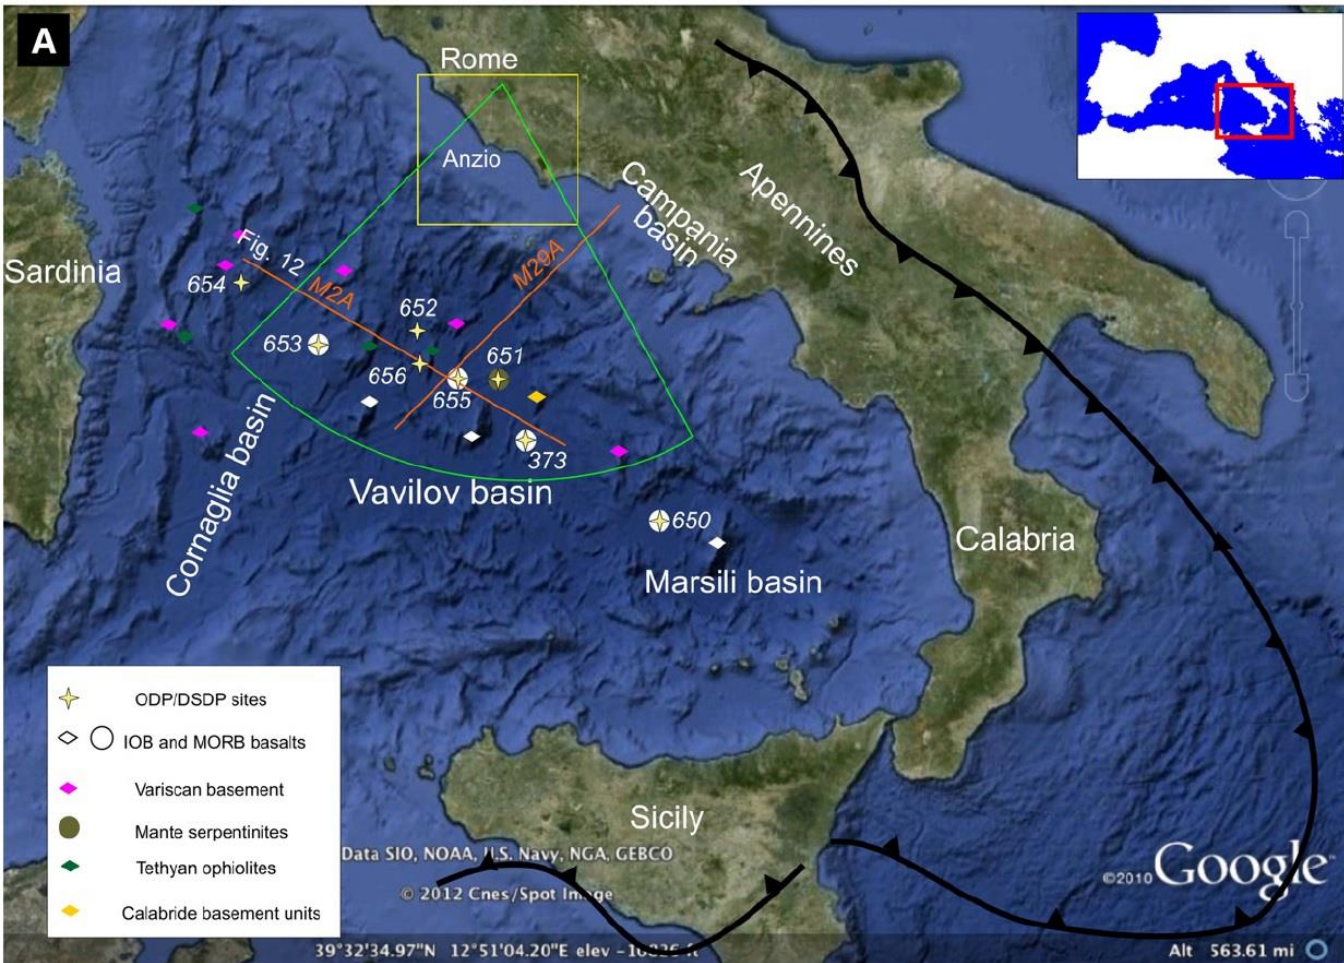 A
Rome
Anzio
Campania
basin
Apennines
Sardinia
Fig. 12
M2A
M29A
654
652
653
656
651
655
373
Cornaglia basin
Vavilov basin
650
Marsili basin
Calabria
Sicily
ODP/DSDP sites
IOB and MORB basalts
Variscan basement
Mante serpentinites
Tethyan ophiolites
Calabride basement units
Data SIO, NOAA, U.S. Navy, NGA, GEBCO
© 2012 Cnes/Spot Image
©2010 Google
39°32'34.97"N 12°51'04.20"E elev -10826 ft
Alt 563.61 mi